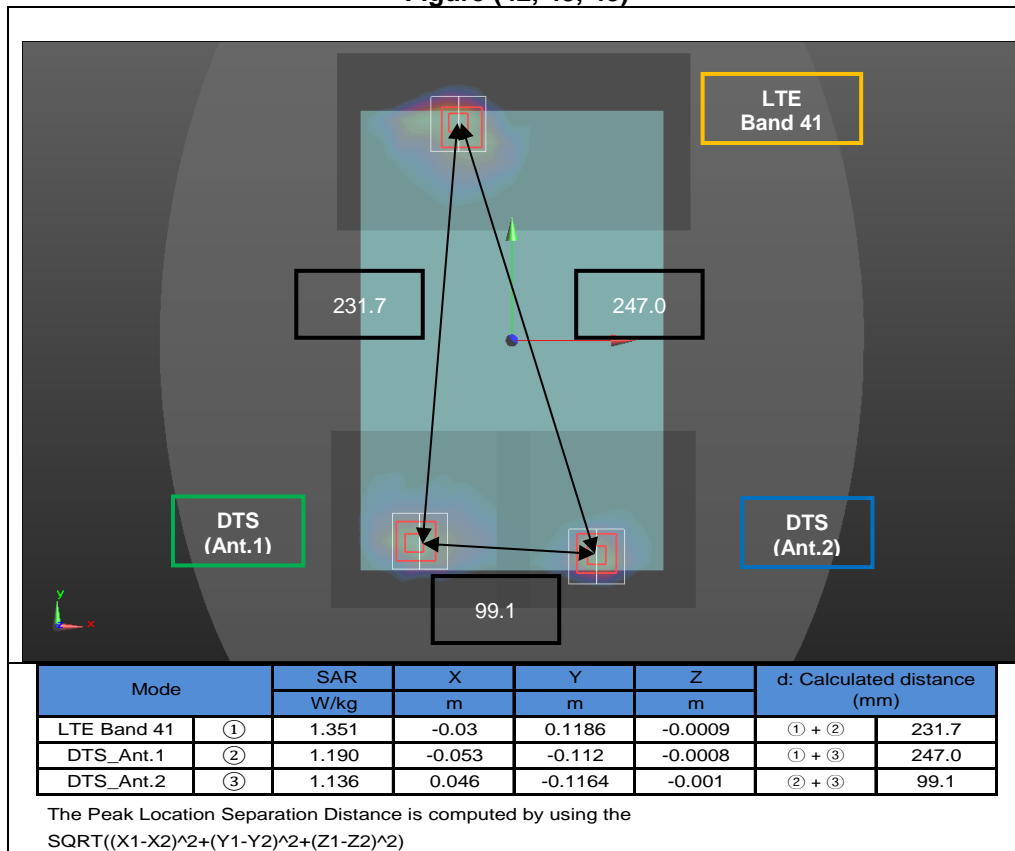 LTE
Band 41
231.7
247.0
DTS
(Ant.1)
DTS
(Ant.2)
99.1
y
x
Mode SAR X Y Z d: Calculated distance (mm)
W/kg m m m
LTE Band 41 ① 1.351 -0.03 0.1186 -0.0009 ① + ② 231.7
DTS_Ant.1 ② 1.190 -0.053 -0.112 -0.0008 ① + ③ 247.0
DTS_Ant.2 ③ 1.136 0.046 -0.1164 -0.001 ② + ③ 99.1
The Peak Location Separation Distance is computed by using the
SQRT((X1-X2)^2+(Y1-Y2)^2+(Z1-Z2)^2)